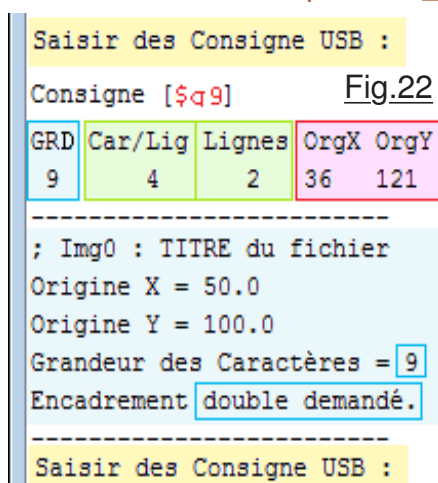 Saisir des Consigne USB :
Consigne [$q9] Fig.22
GRD Car/Lig Lignes OrgX OrgY
9 4 2 36 121
--------------------------
; Img0 : TITRE du fichier
Origine X = 50.0
Origine Y = 100.0
Grandeur des Caractères = 9
Encadrement double demandé.
--------------------------
Saisir des Consigne USB :